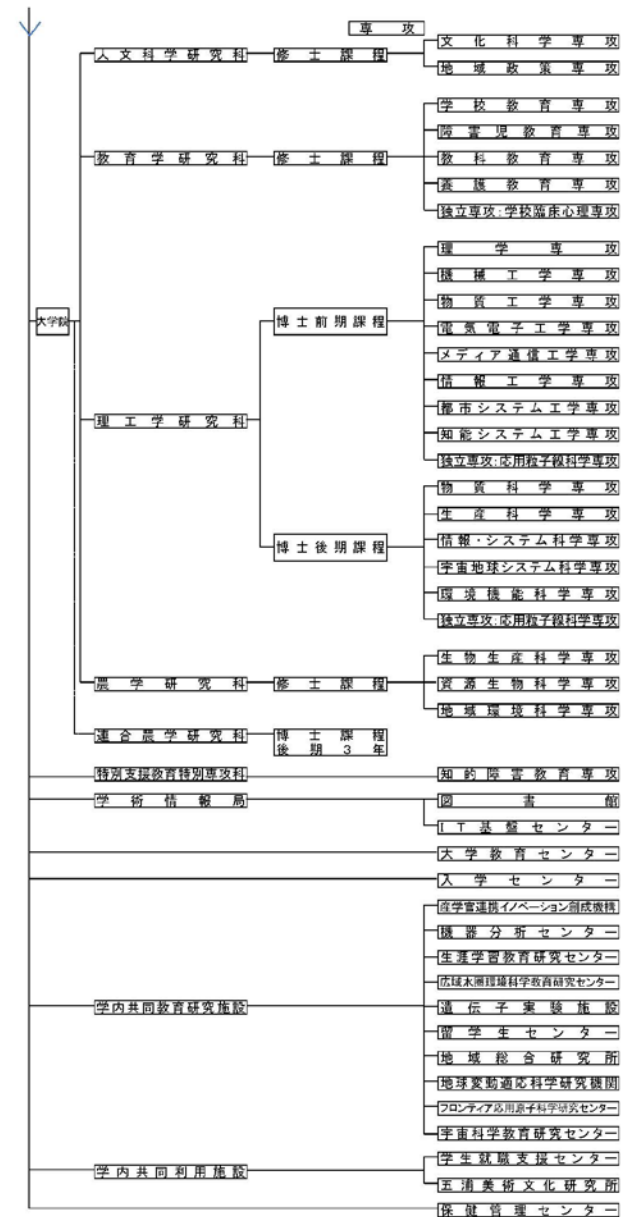 専攻
人文科学研究科 修士課程 文化科学専攻
地域政策専攻
教育学研究科 修士課程 学校教育専攻
障害児教育専攻
教科教育専攻
養護教育専攻
独立専攻:学校臨床心理専攻
大学院
理工学研究科
博士前期課程
理学専攻
機械工学専攻
物質工学専攻
電気電子工学専攻
メディア通信工学専攻
情報工学専攻
都市システム工学専攻
知能システム工学専攻
独立専攻:応用粒子線科学専攻
博士後期課程
物質科学専攻
生産科学専攻
情報・システム科学専攻
宇宙地球システム科学専攻
環境機能科学専攻
独立専攻:応用粒子線科学専攻
農学研究科 修士課程 生物生産科学専攻
資源生物科学専攻
地域環境科学専攻
連合農学研究科 博士課程
後期3年
特別支援教育特別専攻科 知的障害教育専攻
学術情報局 図書館
IT基盤センター
大学教育センター
入学センター
学内共同教育研究施設
産学官連携イノベーション創成機構
機器分析センター
生涯学習教育研究センター
広域水圏環境科学教育研究センター
遺伝子実験施設
留学生センター
地域総合研究所
地球変動適応科学研究機関
フロンティア応用原子科学研究センター
宇宙科学教育研究センター
学内共同利用施設 学生就職支援センター
五浦美術文化研究所
保健管理センター